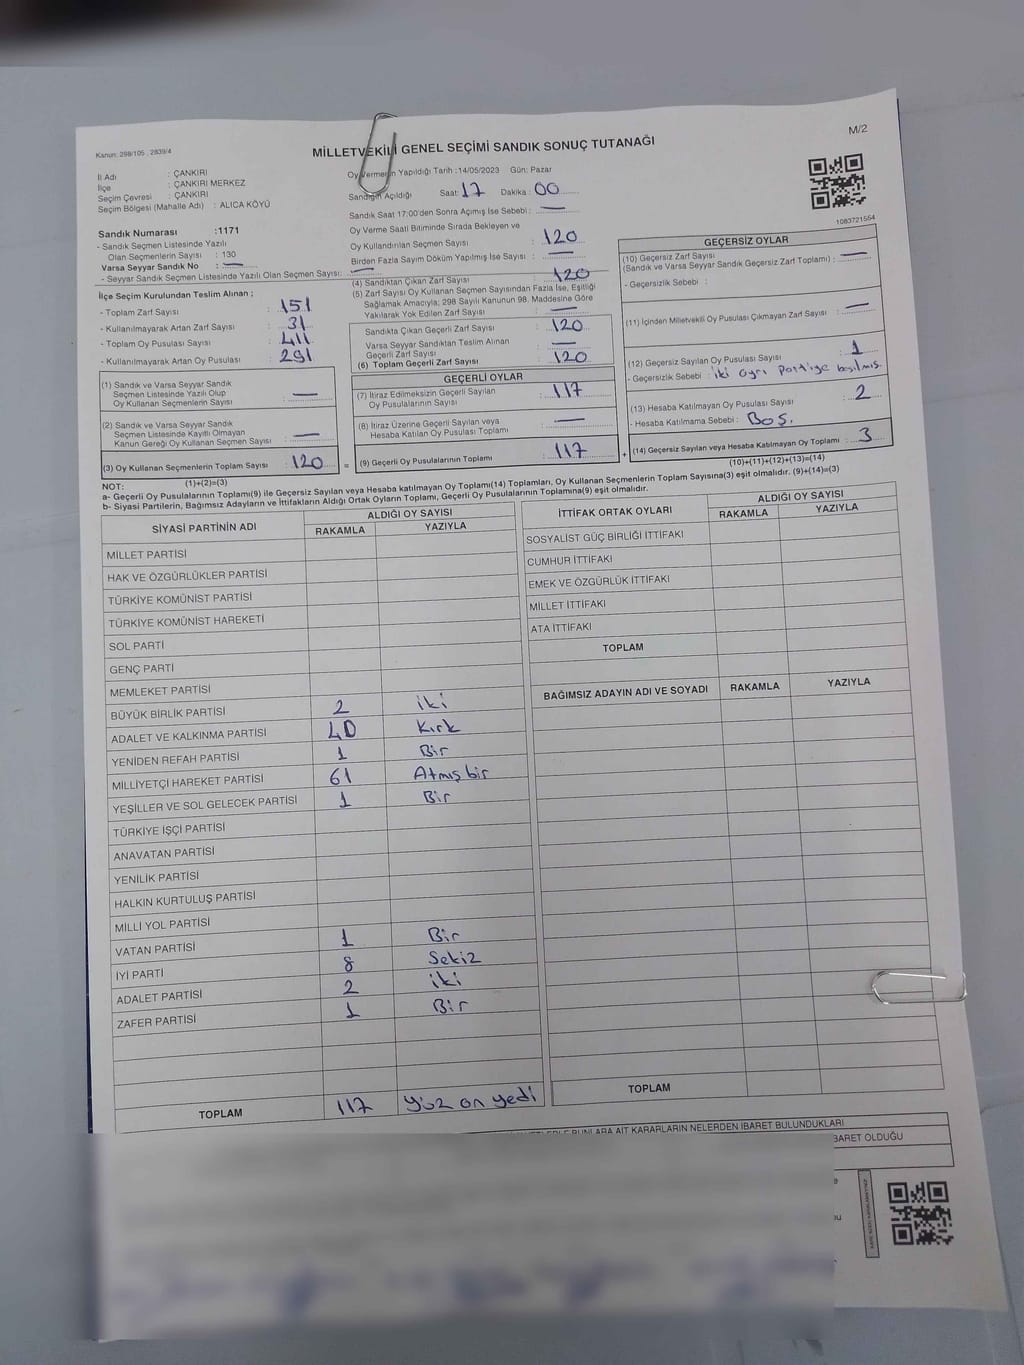 Kanun: 298/105 , 2839/4
M/2
MİLLETVEKİLİ GENEL SEÇİMİ SANDIK SONUÇ TUTANAĞI
İl Adı : ÇANKIRI
İlçe : ÇANKIRI MERKEZ
Seçim Çevresi : ÇANKIRI
Seçim Bölgesi (Mahalle Adı) : ALICA KÖYÜ
Sandık Numarası :1171
- Sandık Seçmen Listesinde Yazılı
Olan Seçmenlerin Sayısı : 130
Varsa Seyyar Sandık No : —
- Seyyar Sandık Seçmen Listesinde Yazılı Olan Seçmen Sayısı: —
İlçe Seçim Kurulundan Teslim Alınan ;
- Toplam Zarf Sayısı : 151
- Kullanılmayarak Artan Zarf Sayısı : 31
- Toplam Oy Pusulası Sayısı : 411
- Kullanılmayarak Artan Oy Pusulası : 291
(1) Sandık ve Varsa Seyyar Sandık
Seçmen Listesinde Yazılı Olup
Oy Kullanan Seçmenlerin Sayısı : —
(2) Sandık ve Varsa Seyyar Sandık
Seçmen Listesinde Kayıtlı Olmayan
Kanun Gereği Oy Kullanan Seçmen Sayısı : —
(3) Oy Kullanan Seçmenlerin Toplam Sayısı : 120
(1)+(2)=(3)
Oy Vermenin Yapıldığı Tarih :14/05/2023 Gün: Pazar
Sandığın Açıldığı Saat: 17 Dakika : 00
Sandık Saat 17:00'den Sonra Açımış İse Sebebi : —
Oy Verme Saati Bitiminde Sırada Bekleyen ve
Oy Kullandırılan Seçmen Sayısı : 120
Birden Fazla Sayım Döküm Yapılmış İse Sayısı : —
(4) Sandıktan Çıkan Zarf Sayısı : 120
(5) Zarf Sayısı Oy Kullanan Seçmen Sayısından Fazla İse, Eşitliği
Sağlamak Amacıyla; 298 Sayılı Kanunun 98. Maddesine Göre
Yakılarak Yok Edilen Zarf Sayısı : —
Sandıkta Çıkan Geçerli Zarf Sayısı : 120
Varsa Seyyar Sandıktan Teslim Alınan
Geçerli Zarf Sayısı : —
(6) Toplam Geçerli Zarf Sayısı : 120
GEÇERLİ OYLAR
(7) İtiraz Edilmeksizin Geçerli Sayılan
Oy Pusulalarının Sayısı : 117
(8) İtiraz Üzerine Geçerli Sayılan veya
Hesaba Katılan Oy Pusulası Toplamı : —
= (9) Geçerli Oy Pusulalarının Toplamı : 117
1083721554
GEÇERSİZ OYLAR
(10) Geçersiz Zarf Sayısı
(Sandık ve Varsa Seyyar Sandık Geçersiz Zarf Toplamı) : —
- Geçersizlik Sebebi :
(11) İçinden Milletvekili Oy Pusulası Çıkmayan Zarf Sayısı : —
(12) Geçersiz Sayılan Oy Pusulası Sayısı : 1
- Geçersizlik Sebebi : iki ayrı Partiye basılmış
(13) Hesaba Katılmayan Oy Pusulası Sayısı : 2
- Hesaba Katılmama Sebebi : Boş.
+ (14) Geçersiz Sayılan veya Hesaba Katılmayan Oy Toplamı : 3
(10)+(11)+(12)+(13)=(14)
NOT:
a- Geçerli Oy Pusulalarının Toplamı(9) ile Geçersiz Sayılan veya Hesaba katılmayan Oy Toplamı(14) Toplamları, Oy Kullanan Seçmenlerin Toplam Sayısına(3) eşit olmalıdır. (9)+(14)=(3)
b- Siyasi Partilerin, Bağımsız Adayların ve İttifakların Aldığı Ortak Oyların Toplamı, Geçerli Oy Pusulalarının Toplamına(9) eşit olmalıdır.
SİYASİ PARTİNİN ADI ALDIĞI OY SAYISI
RAKAMLA YAZIYLA
MİLLET PARTİSİ
HAK VE ÖZGÜRLÜKLER PARTİSİ
TÜRKİYE KOMÜNİST PARTİSİ
TÜRKİYE KOMÜNİST HAREKETİ
SOL PARTİ
GENÇ PARTİ
MEMLEKET PARTİSİ
BÜYÜK BİRLİK PARTİSİ 2 iki
ADALET VE KALKINMA PARTİSİ 40 Kırk
YENİDEN REFAH PARTİSİ 1 Bir
MİLLİYETÇİ HAREKET PARTİSİ 61 Atmış bir
YEŞİLLER VE SOL GELECEK PARTİSİ 1 Bir
TÜRKİYE İŞÇİ PARTİSİ
ANAVATAN PARTİSİ
YENİLİK PARTİSİ
HALKIN KURTULUŞ PARTİSİ
MİLLİ YOL PARTİSİ
VATAN PARTİSİ 1 Bir
İYİ PARTİ 8 Sekiz
ADALET PARTİSİ 2 iki
ZAFER PARTİSİ 1 Bir
TOPLAM 117 Yüz on yedi
İTTİFAK ORTAK OYLARI ALDIĞI OY SAYISI
RAKAMLA YAZIYLA
SOSYALİST GÜÇ BİRLİĞİ İTTİFAKI
CUMHUR İTTİFAKI
EMEK VE ÖZGÜRLÜK İTTİFAKI
MİLLET İTTİFAKI
ATA İTTİFAKI
TOPLAM
BAĞIMSIZ ADAYIN ADI VE SOYADI RAKAMLA YAZIYLA
TOPLAM
BUNLARA AİT KARARLARIN NELERDEN İBARET BULUNDUKLARI
İBARET OLDUĞU